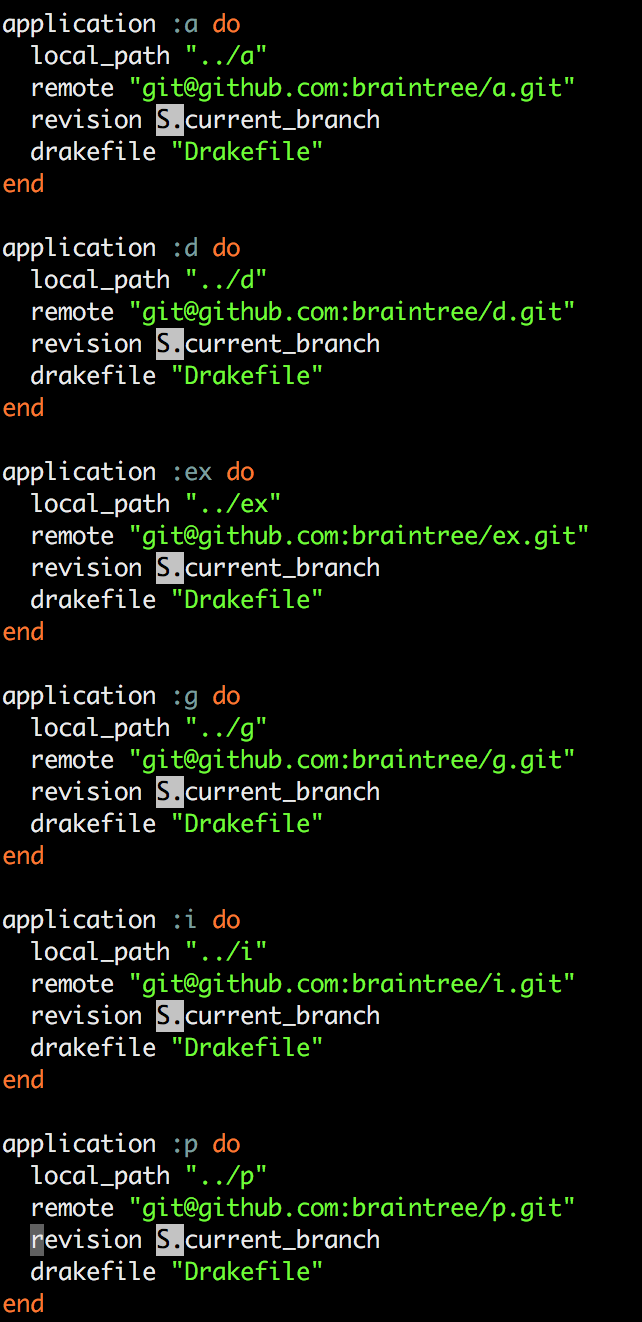 application :a do
  local_path "../a"
  remote "git@github.com:braintree/a.git"
  revision S.current_branch
  drakefile "Drakefile"
end

application :d do
  local_path "../d"
  remote "git@github.com:braintree/d.git"
  revision S.current_branch
  drakefile "Drakefile"
end

application :ex do
  local_path "../ex"
  remote "git@github.com:braintree/ex.git"
  revision S.current_branch
  drakefile "Drakefile"
end

application :g do
  local_path "../g"
  remote "git@github.com:braintree/g.git"
  revision S.current_branch
  drakefile "Drakefile"
end

application :i do
  local_path "../i"
  remote "git@github.com:braintree/i.git"
  revision S.current_branch
  drakefile "Drakefile"
end

application :p do
  local_path "../p"
  remote "git@github.com:braintree/p.git"
  revision S.current_branch
  drakefile "Drakefile"
end